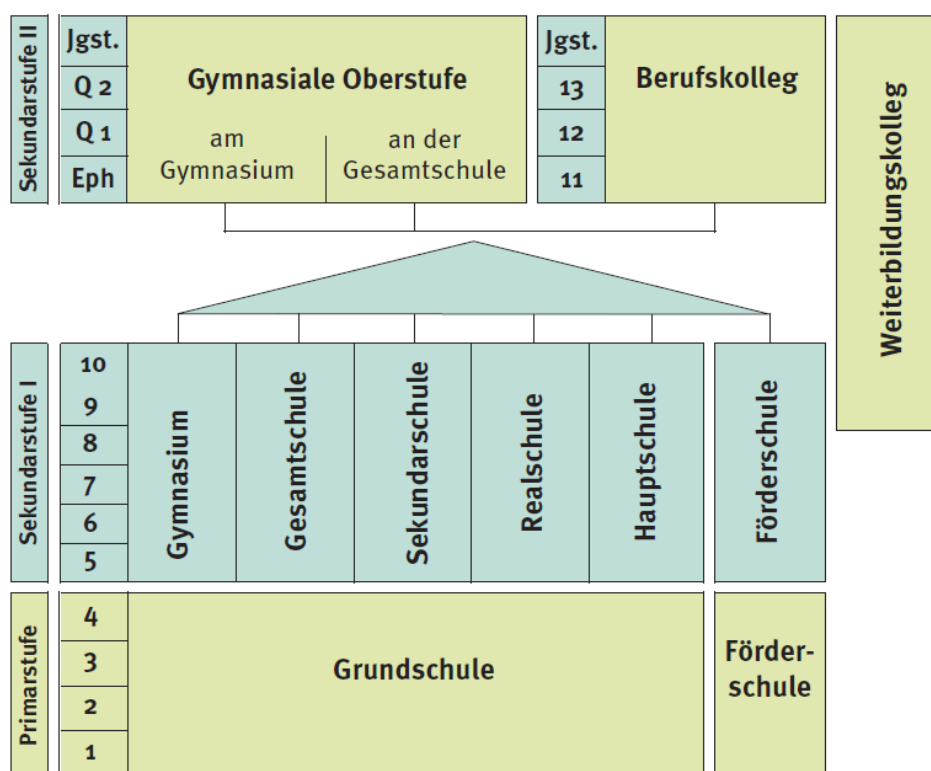 Sekundarstufe II
Jgst.
Q 2
Q 1
Eph
Gymnasiale Oberstufe
am
Gymnasium
an der
Gesamtschule
Jgst.
13
12
11
Berufskolleg
Weiterbildungskolleg
Sekundarstufe I
10
9
8
7
6
5
Gymnasium
Gesamtschule
Sekundarschule
Realschule
Hauptschule
Förderschule
Primarstufe
4
3
2
1
Grundschule
Förder-
schule